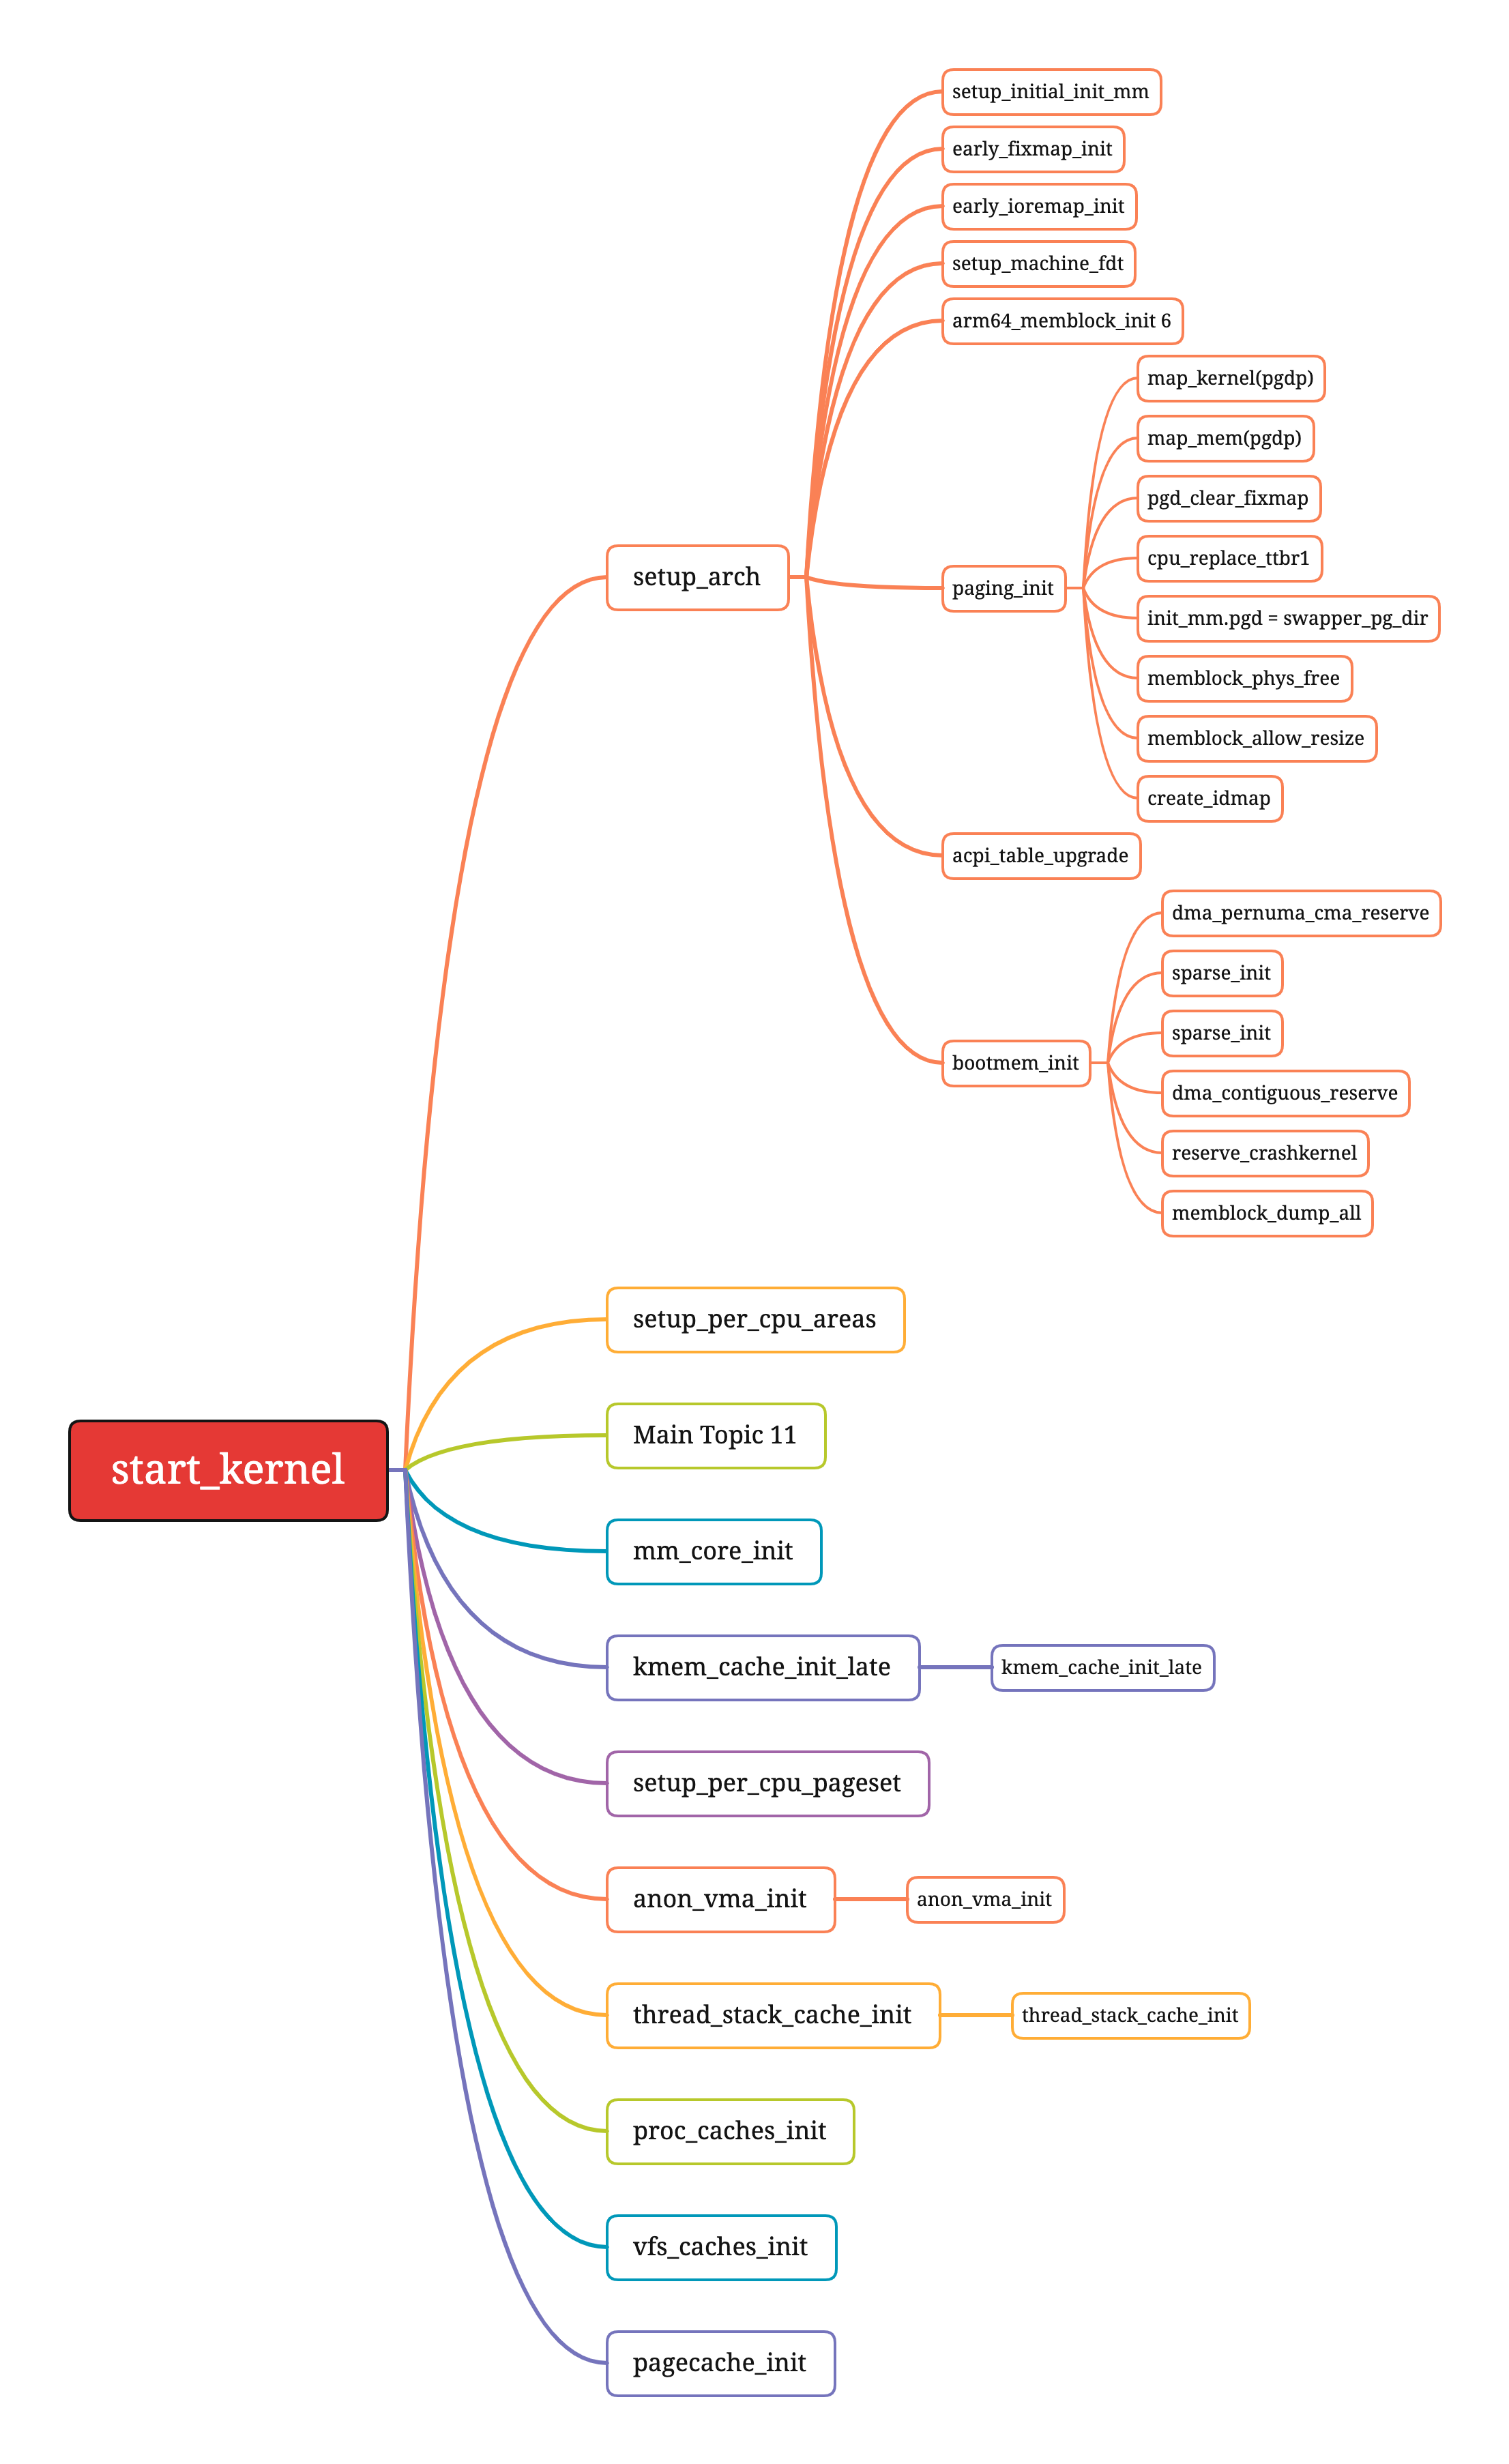 start_kernel
setup_arch
setup_initial_init_mm
early_fixmap_init
early_ioremap_init
setup_machine_fdt
arm64_memblock_init 6
paging_init
map_kernel(pgdp)
map_mem(pgdp)
pgd_clear_fixmap
cpu_replace_ttbr1
init_mm.pgd = swapper_pg_dir
memblock_phys_free
memblock_allow_resize
create_idmap
acpi_table_upgrade
bootmem_init
dma_pernuma_cma_reserve
sparse_init
sparse_init
dma_contiguous_reserve
reserve_crashkernel
memblock_dump_all
setup_per_cpu_areas
Main Topic 11
mm_core_init
kmem_cache_init_late
kmem_cache_init_late
setup_per_cpu_pageset
anon_vma_init
anon_vma_init
thread_stack_cache_init
thread_stack_cache_init
proc_caches_init
vfs_caches_init
pagecache_init